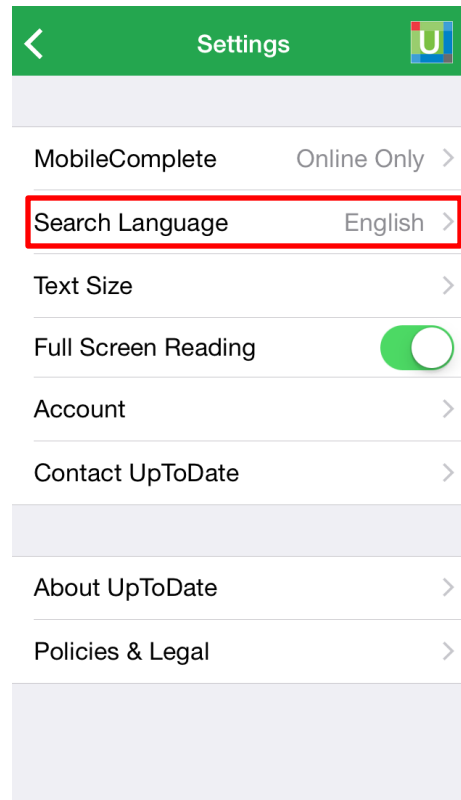 Settings
U
MobileComplete Online Only
Search Language English
Text Size
Full Screen Reading
Account
Contact UpToDate
About UpToDate
Policies & Legal